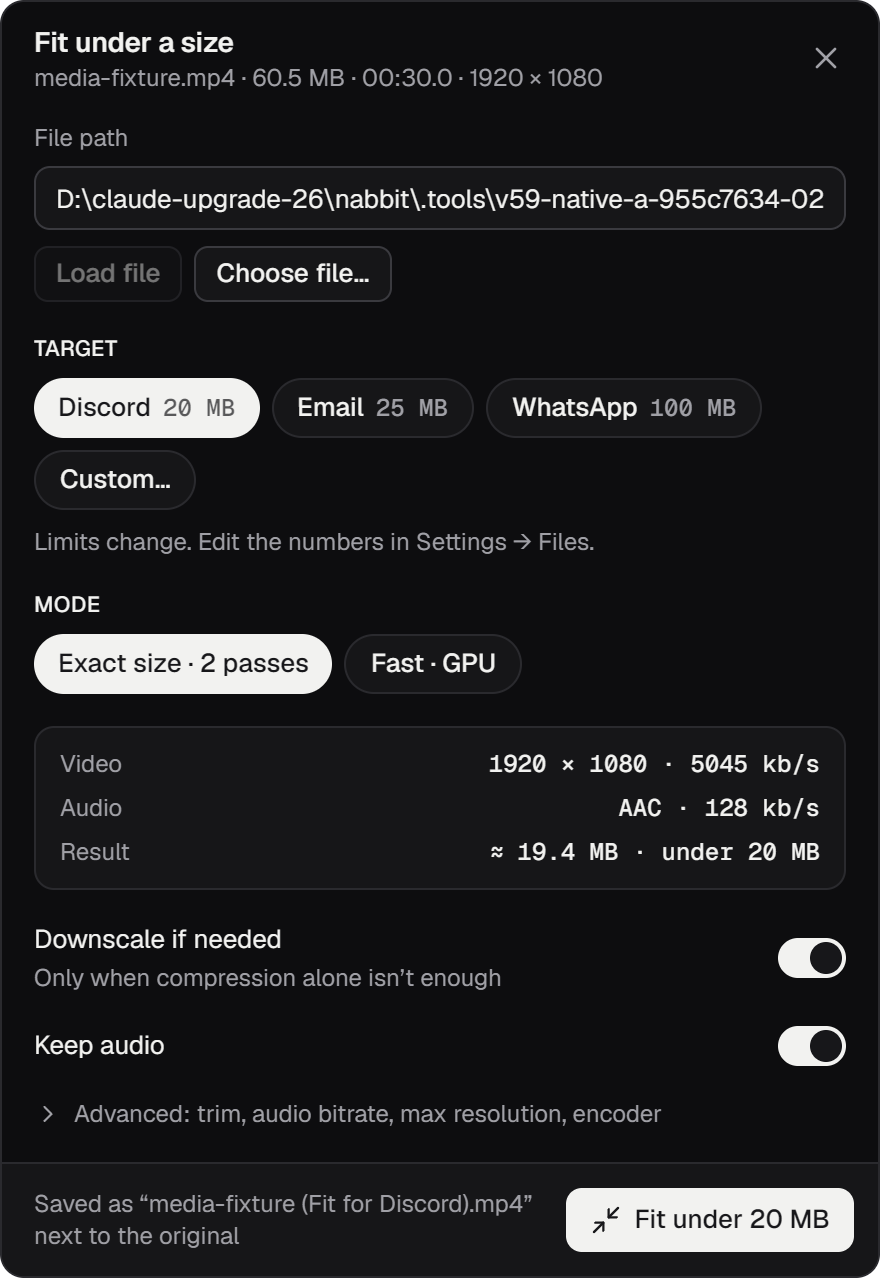 Fit under a size
media-fixture.mp4 · 60.5 MB · 00:30.0 · 1920 × 1080
File path
D:\claude-upgrade-26\nabbit\.tools\v59-native-a-955c7634-02
Load file Choose file...
TARGET
Discord 20 MB Email 25 MB WhatsApp 100 MB
Custom...
Limits change. Edit the numbers in Settings → Files.
MODE
Exact size · 2 passes Fast · GPU
Video 1920 × 1080 · 5045 kb/s
Audio AAC · 128 kb/s
Result ≈ 19.4 MB · under 20 MB
Downscale if needed
Only when compression alone isn’t enough
Keep audio
Advanced: trim, audio bitrate, max resolution, encoder
Saved as “media-fixture (Fit for Discord).mp4”
next to the original
Fit under 20 MB